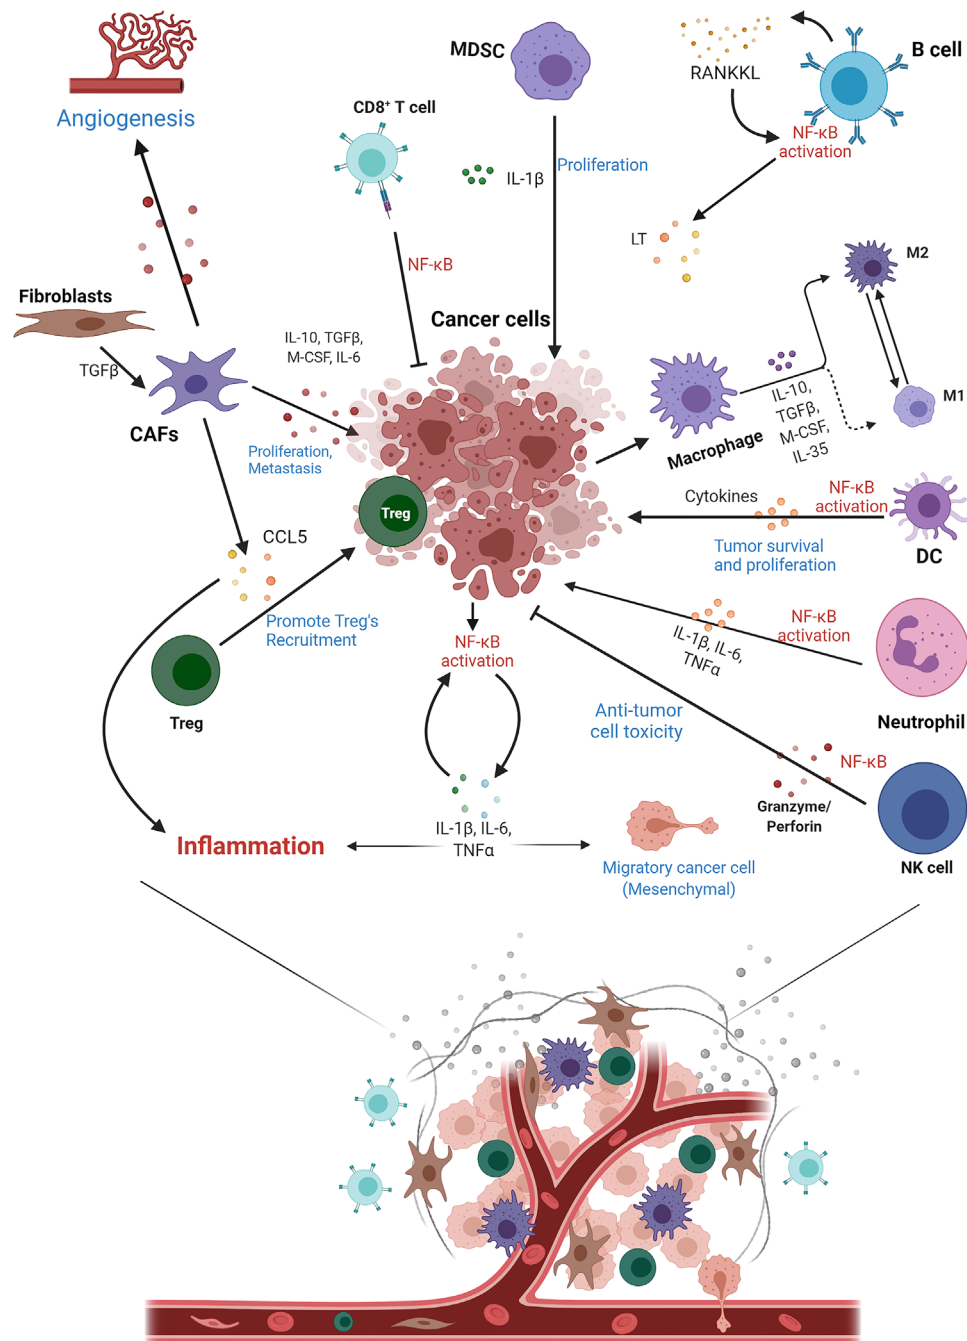 MDSC
B cell
RANKKL
CD8⁺ T cell
Angiogenesis
NF-κB
activation
IL-1β
Proliferation
LT
NF-κB
M2
Fibroblasts
Cancer cells
IL-10, TGFβ,
M-CSF, IL-6
TGFβ
CAFs
IL-10,
TGFβ,
M-CSF,
IL-35
M1
Macrophage
Proliferation,
Metastasis
Cytokines
NF-κB
activation
Treg
DC
CCL5
Tumor survival
and proliferation
Promote Treg's
Recruitment
NF-κB
activation
IL-1β, IL-6,
TNFα
NF-κB
activation
Treg
Neutrophil
Anti-tumor
cell toxicity
NF-κB
Granzyme/
Perforin
IL-1β, IL-6,
TNFα
Inflammation
Migratory cancer cell
(Mesenchymal)
NK cell